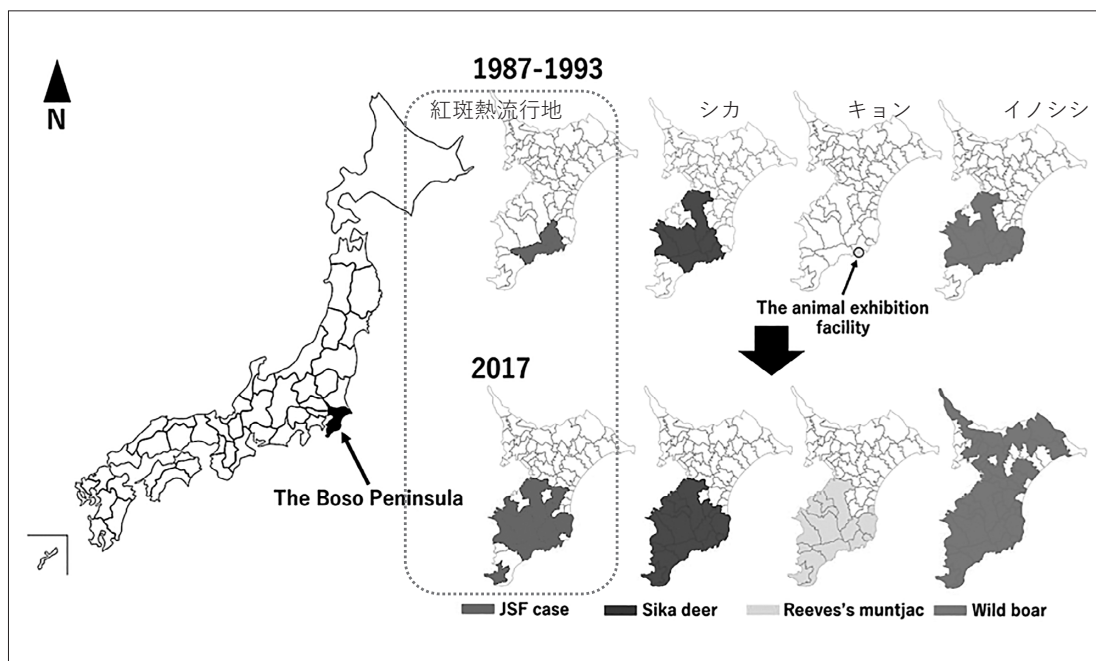 N
1987-1993
紅斑熱流行地
シカ
キョン
イノシシ
The animal exhibition
facility
2017
The Boso Peninsula
JSF case
Sika deer
Reeves's muntjac
Wild boar